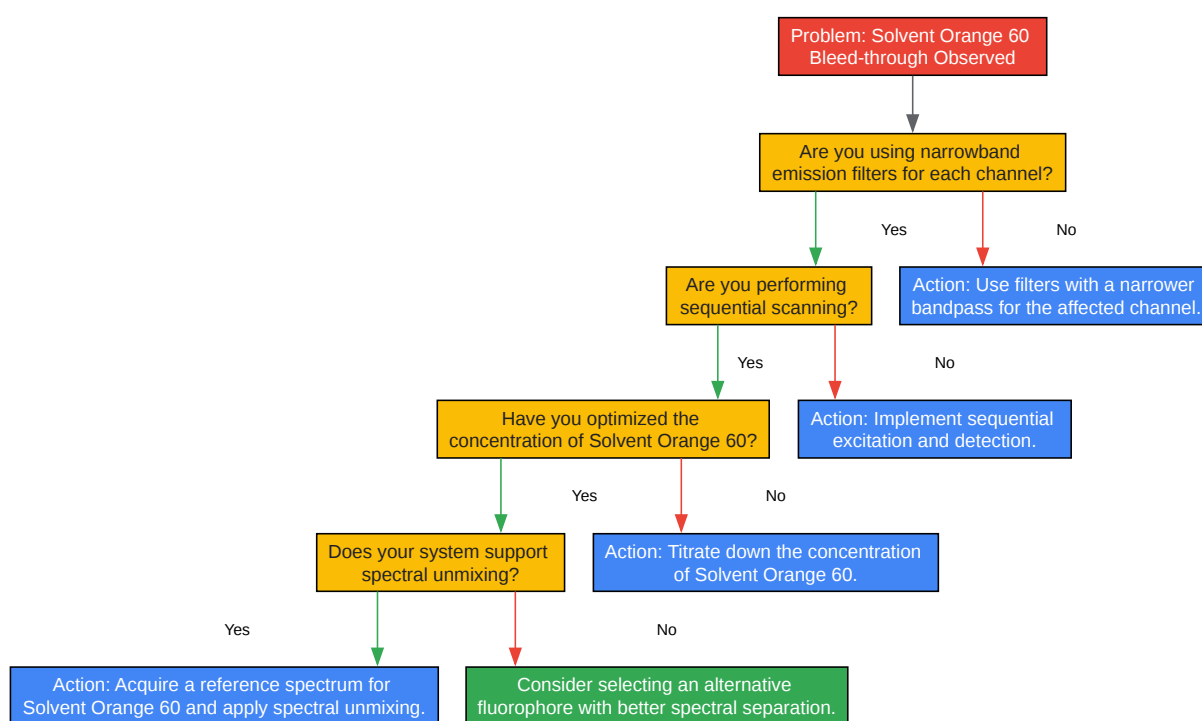 Problem: Solvent Orange 60
Bleed-through Observed
Are you using narrowband
emission filters for each channel?
Yes
No
Are you performing
sequential scanning?
Action: Use filters with a narrower
bandpass for the affected channel.
Yes
No
Have you optimized the
concentration of Solvent Orange 60?
Action: Implement sequential
excitation and detection.
Yes
No
Does your system support
spectral unmixing?
Action: Titrate down the concentration
of Solvent Orange 60.
Yes
No
Action: Acquire a reference spectrum for
Solvent Orange 60 and apply spectral unmixing.
Consider selecting an alternative
fluorophore with better spectral separation.